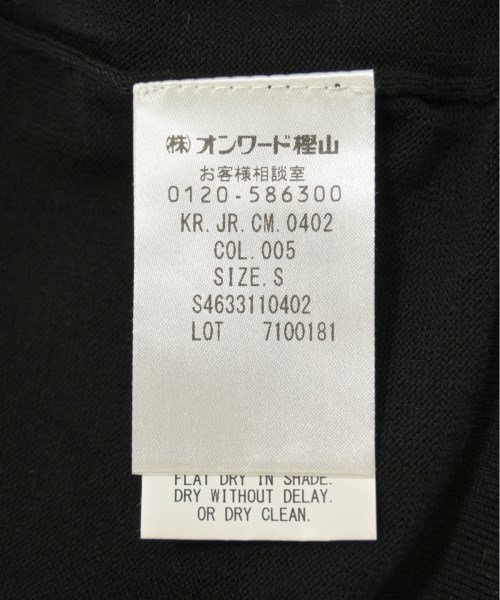 ㈱オンワード樫山
お客様相談室
0120-586300
KR.JR.CM.0402
COL.005
SIZE.S
S4633110402
LOT 7100181
FLAT DRY IN SHADE.
DRY WITHOUT DELAY.
OR DRY CLEAN.